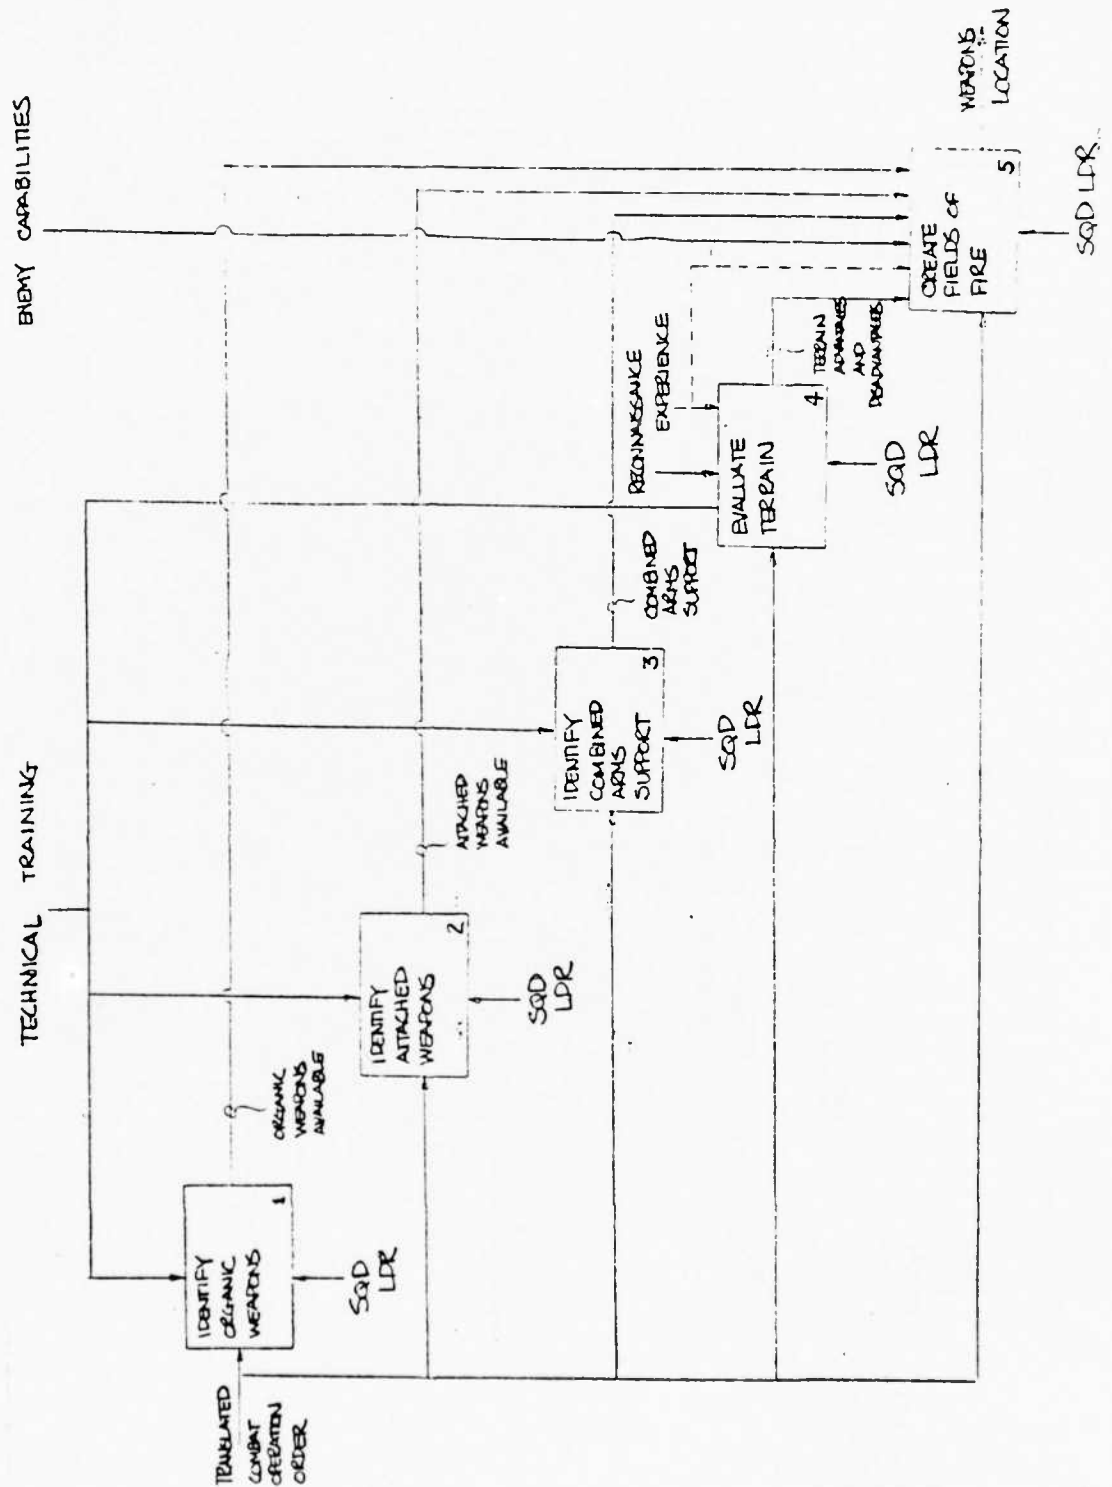 TECHNICAL TRAINING
ENEMY CAPABILITIES
TRANSLATED
COMBAT
OPERATION
ORDER
IDENTIFY
ORGANIC
WEAPONS
1
SQD
LDR
ORGANIC
WEAPONS
AVAILABLE
IDENTIFY
ATTACHED
WEAPONS
2
SQD
LDR
ATTACHED
WEAPONS
AVAILABLE
IDENTIFY
COMBINED
ARMS
SUPPORT
3
SQD
LDR
COMBINED
ARMS
SUPPORT
RECONNAISSANCE
EXPERIENCE
EVALUATE
TERRAIN
4
SQD
LDR
TERRAIN
ADVANTAGES
AND
DISADVANTAGES
CREATE
FIELDS OF
FIRE
5
SQD LDR
WEAPONS
LOCATION